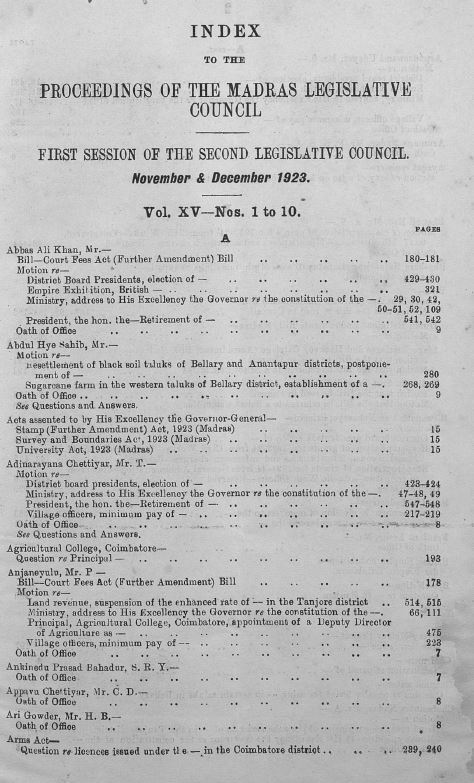 INDEX
TO THE
PROCEEDINGS OF THE MADRAS LEGISLATIVE
COUNCIL
FIRST SESSION OF THE SECOND LEGISLATIVE COUNCIL.
November & December 1923.
Vol. XV—Nos. 1 to 10.
PAGES
A
Abbas Ali Khan, Mr.—
Bill—Court Fees Act (Further Amendment) Bill .. .. .. .. .. 180-181
Motion re—
District Board Presidents, election of — .. .. .. .. .. .. 429-430
Empire Exhibition, British — .. .. .. .. .. .. .. 321
Ministry, address to His Excellency the Governor re the constitution of the —. 29, 30, 42,
50-51, 52, 109
President, the hon. the—Retirement of — .. .. .. .. .. 541, 542
Oath of Office .. .. .. .. .. .. .. .. .. 9
Abdul Hye Sahib, Mr.—
Motion re—
Resettlement of black soil taluks of Bellary and Anantapur districts, postpone-
ment of — .. .. .. .. .. .. .. .. 280
Sugarcane farm in the western taluks of Bellary district, establishment of a —. 268, 269
Oath of Office .. .. .. .. .. .. .. .. .. 9
See Questions and Answers.
Acts assented to by His Excellency the Governor-General—
Stamp (Further Amendment) Act, 1923 (Madras) .. .. .. .. 15
Survey and Boundaries Act, 1923 (Madras) .. .. .. .. .. 15
University Act, 1923 (Madras) .. .. .. .. .. .. .. 15
Adinarayana Chettiyar, Mr. T.—
Motion re—
District board presidents, election of — .. .. .. .. .. .. 423-424
Ministry, address to His Excellency the Governor re the constitution of the —. 47-48, 49
President, the hon. the—Retirement of — .. .. .. .. .. 547-548
Village officers, minimum pay of — .. .. .. .. .. .. 217-219
Oath of Office .. .. .. .. .. .. .. .. .. 8
See Questions and Answers.
Agricultural College, Coimbatore—
Question re Principal — .. .. .. .. .. .. .. 193
Anjaneyulu, Mr. P —
Bill—Court Fees Act (Further Amendment) Bill .. .. .. .. .. 178
Motion re—
Land revenue, suspension of the enhanced rate of — in the Tanjore district .. 514, 515
Ministry, address to His Excellency the Governor re the constitution of the —. 66, 111
Principal, Agricultural College, Coimbatore, appointment of a Deputy Director
of Agriculture as — .. .. .. .. .. .. .. .. 475
Village officers, minimum pay of — .. .. .. .. .. .. 223
Oath of Office .. .. .. .. .. .. .. .. .. 7
Ankinedu Prasad Bahadur, S. R. Y.—
Oath of Office .. .. .. .. .. .. .. .. .. 7
Appavu Chettiyar, Mr. C. D.—
Oath of Office .. .. .. .. .. .. .. .. .. 8
Ari Gowder, Mr. H. B.—
Oath of Office .. .. .. .. .. .. .. .. .. 8
Arms Act—
Question re licences issued under the — in the Coimbatore district .. .. .. 239, 240